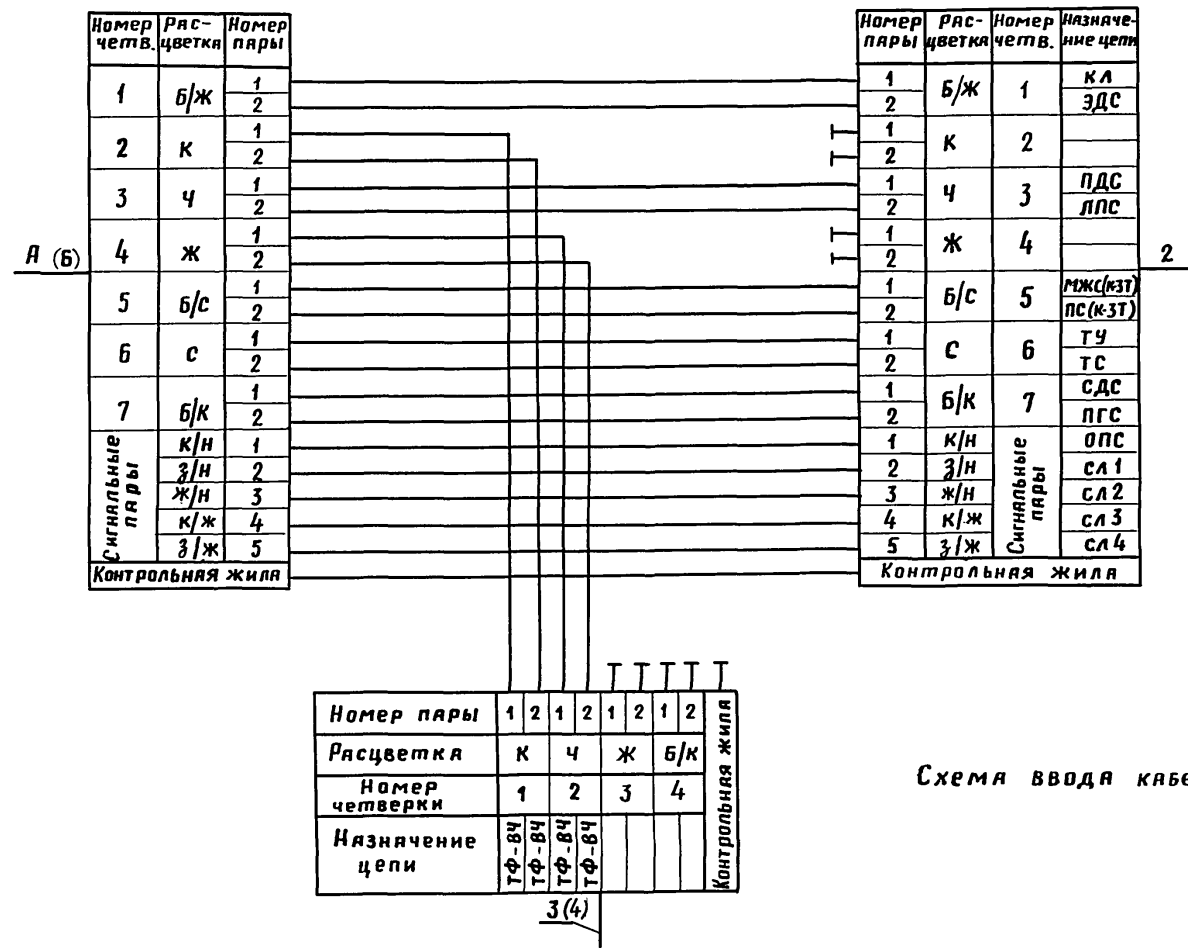 Номер четв. Рас-цветка Номер пары
1 Б/Ж 1
2
2 К 1
2
3 Ч 1
2
4 Ж 1
2
5 Б/С 1
2
6 С 1
2
7 Б/К 1
2
Сигнальные пары
К/Н 1
З/Н 2
Ж/Н 3
К/Ж 4
З/Ж 5
Контрольная жила
А (Б)
Номер пары Рас-цветка Номер четв. Назначе-ние цепи
1 Б/Ж 1 КЛ
2 ЭДС
1 К 2
2
1 Ч 3 ПДС
2 ЛПС
1 Ж 4
2
1 Б/С 5 МЖС(К-ЗТ)
2 ПС(К-ЗТ)
1 С 6 ТУ
2 ТС
1 Б/К 7 СДС
2 ПГС
Сигнальные пары
1 К/Н ОПС
2 З/Н СЛ 1
3 Ж/Н СЛ 2
4 К/Ж СЛ 3
5 З/Ж СЛ 4
Контрольная жила
2
Номер пары 1 2 1 2 1 2 1 2
Расцветка К Ч Ж Б/К
Номер четверки 1 2 3 4
Назначение цепи ТФ-ВЧ ТФ-ВЧ ТФ-ВЧ ТФ-ВЧ
Контрольная жила
3(4)
Схема ввода кабе